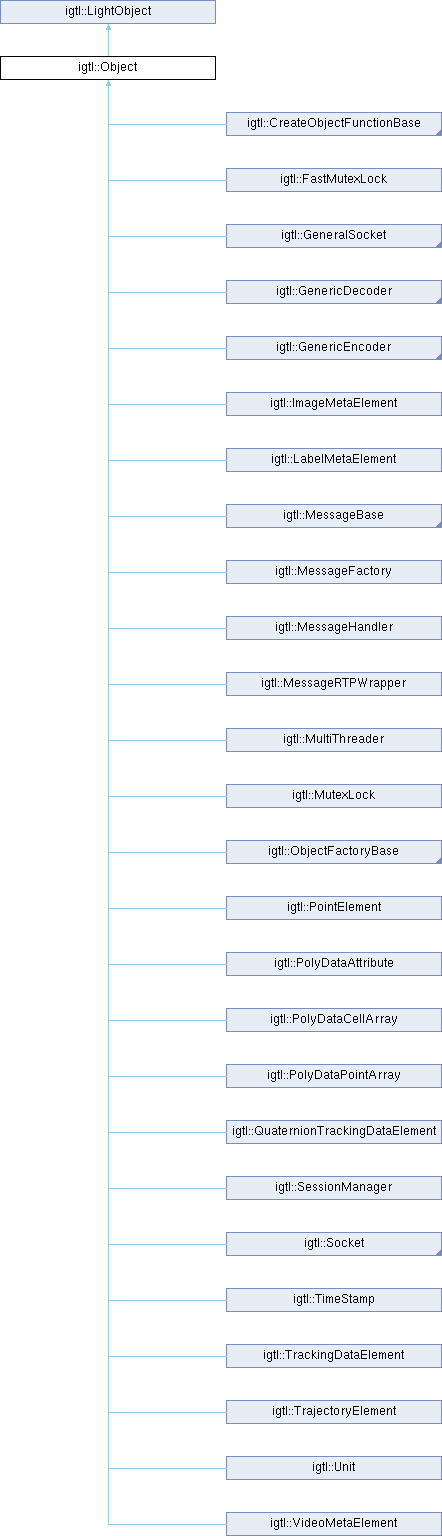 igtl::LightObject
igtl::Object
igtl::CreateObjectFunctionBase
igtl::FastMutexLock
igtl::GeneralSocket
igtl::GenericDecoder
igtl::GenericEncoder
igtl::ImageMetaElement
igtl::LabelMetaElement
igtl::MessageBase
igtl::MessageFactory
igtl::MessageHandler
igtl::MessageRTPWrapper
igtl::MultiThreader
igtl::MutexLock
igtl::ObjectFactoryBase
igtl::PointElement
igtl::PolyDataAttribute
igtl::PolyDataCellArray
igtl::PolyDataPointArray
igtl::QuaternionTrackingDataElement
igtl::SessionManager
igtl::Socket
igtl::TimeStamp
igtl::TrackingDataElement
igtl::TrajectoryElement
igtl::Unit
igtl::VideoMetaElement